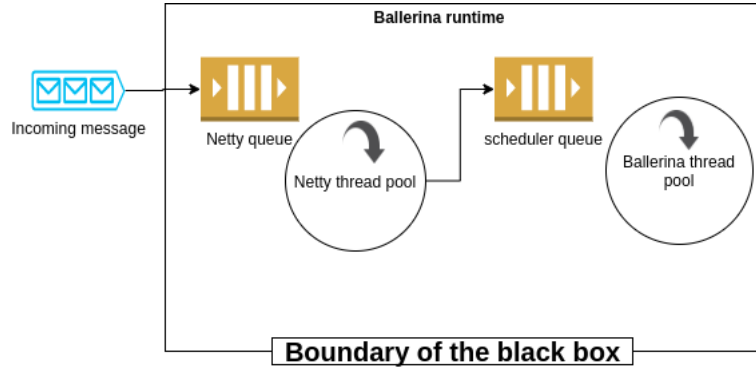 Ballerina runtime
Incoming message
Netty queue
Netty thread pool
scheduler queue
Ballerina thread
pool
Boundary of the black box